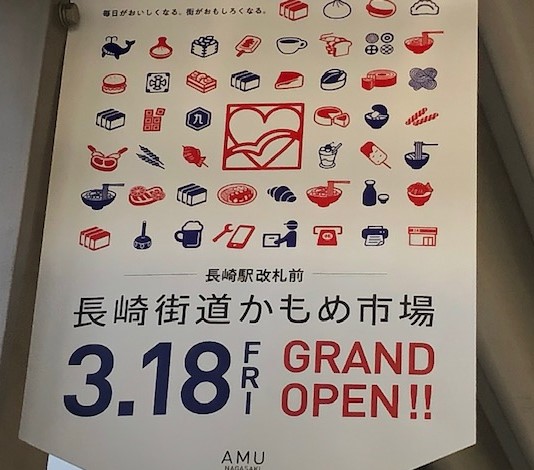 毎日がおいしくなる。街がおもしろくなる。
九
長崎駅改札前
長崎街道かもめ市場
3.18 FRI
GRAND
OPEN!!
AMU
NAGASAKI